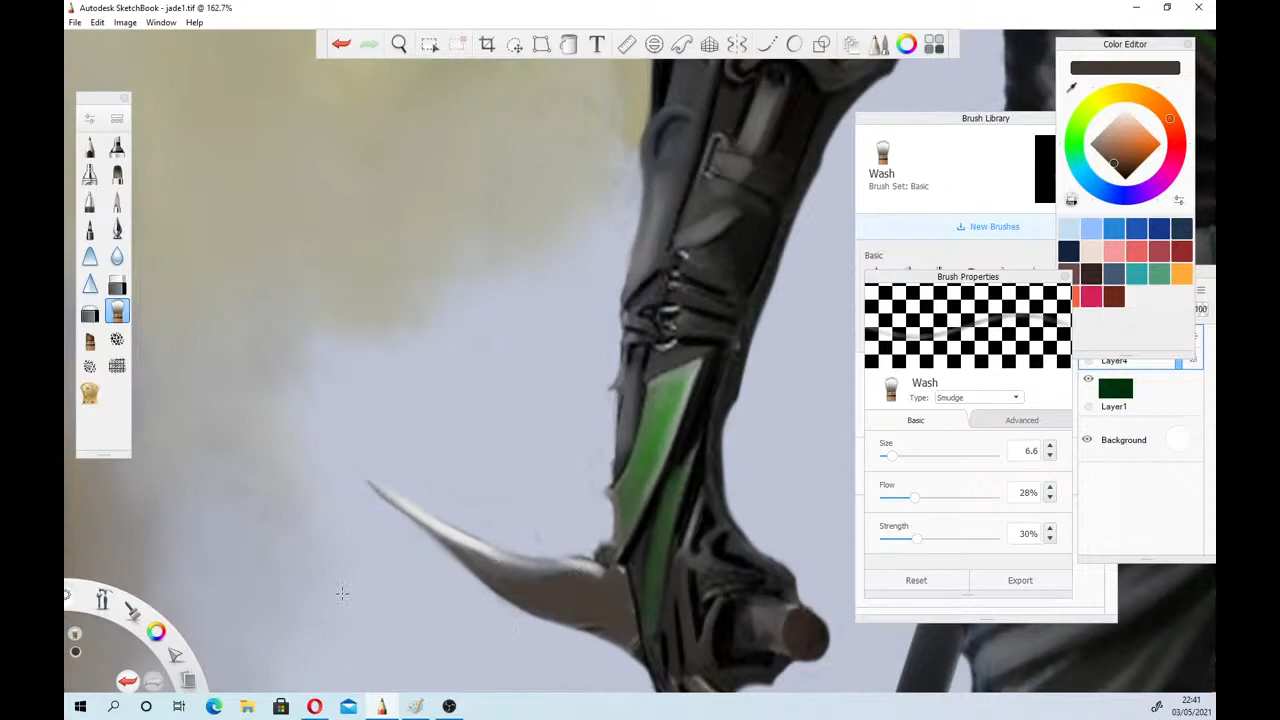 Autodesk SketchBook - jade1.tif @ 162.7%
File Edit Image Window Help
Color Editor
Brush Library
Wash
Brush Set: Basic
New Brushes
Basic
Brush Properties
100
Wash
Type: Smudge
Basic Advanced
Size
6.6
Flow
28%
Strength
30%
Reset Export
Layer4
Layer1
Background
22:41
03/05/2021